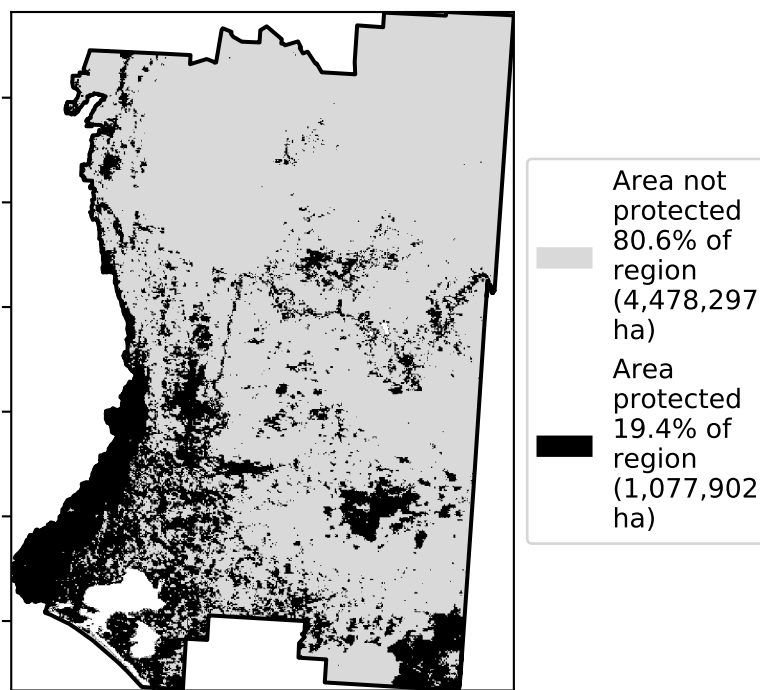 Area not
protected
80.6% of
region
(4,478,297
ha)
Area
protected
19.4% of
region
(1,077,902
ha)